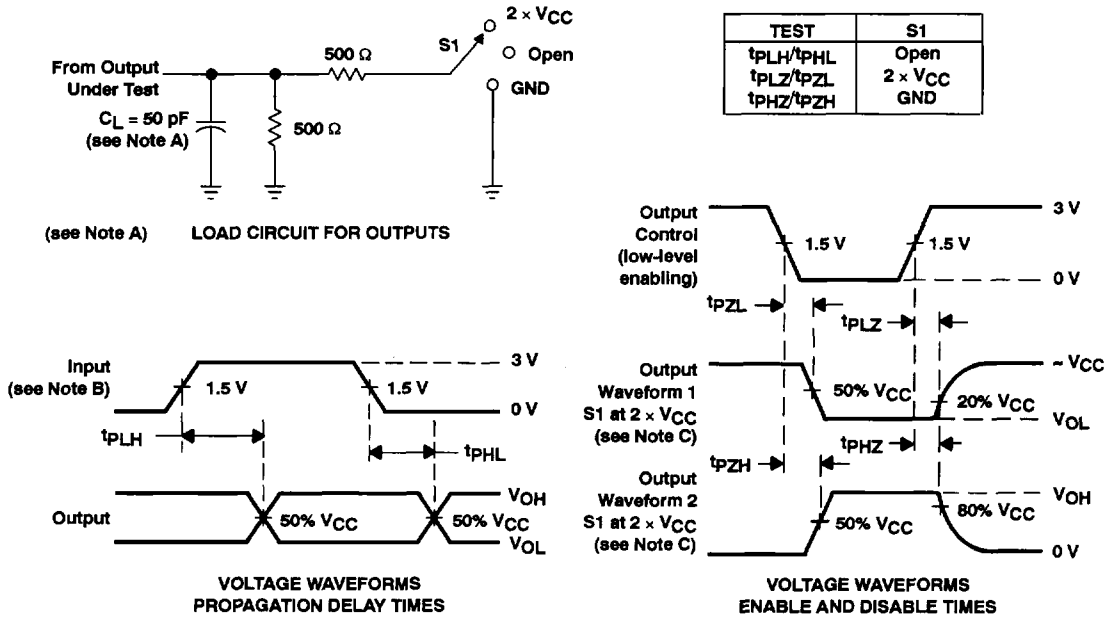 2 × VCC
S1
Open
500 Ω
From Output
Under Test
GND
CL = 50 pF
(see Note A)
500 Ω
(see Note A)
LOAD CIRCUIT FOR OUTPUTS
TEST S1
tPLH/tPHL Open
tPLZ/tPZL 2 × VCC
tPHZ/tPZH GND
Input
(see Note B)
3 V
1.5 V
1.5 V
0 V
tPLH
tPHL
Output
VOH
50% VCC
50% VCC
VOL
VOLTAGE WAVEFORMS
PROPAGATION DELAY TIMES
Output
Control
(low-level
enabling)
3 V
1.5 V
1.5 V
0 V
tPZL
tPLZ
Output
Waveform 1
S1 at 2 × VCC
(see Note C)
~ VCC
50% VCC
20% VCC
VOL
tPHZ
tPZH
Output
Waveform 2
S1 at 2 × VCC
(see Note C)
VOH
50% VCC
80% VCC
0 V
VOLTAGE WAVEFORMS
ENABLE AND DISABLE TIMES